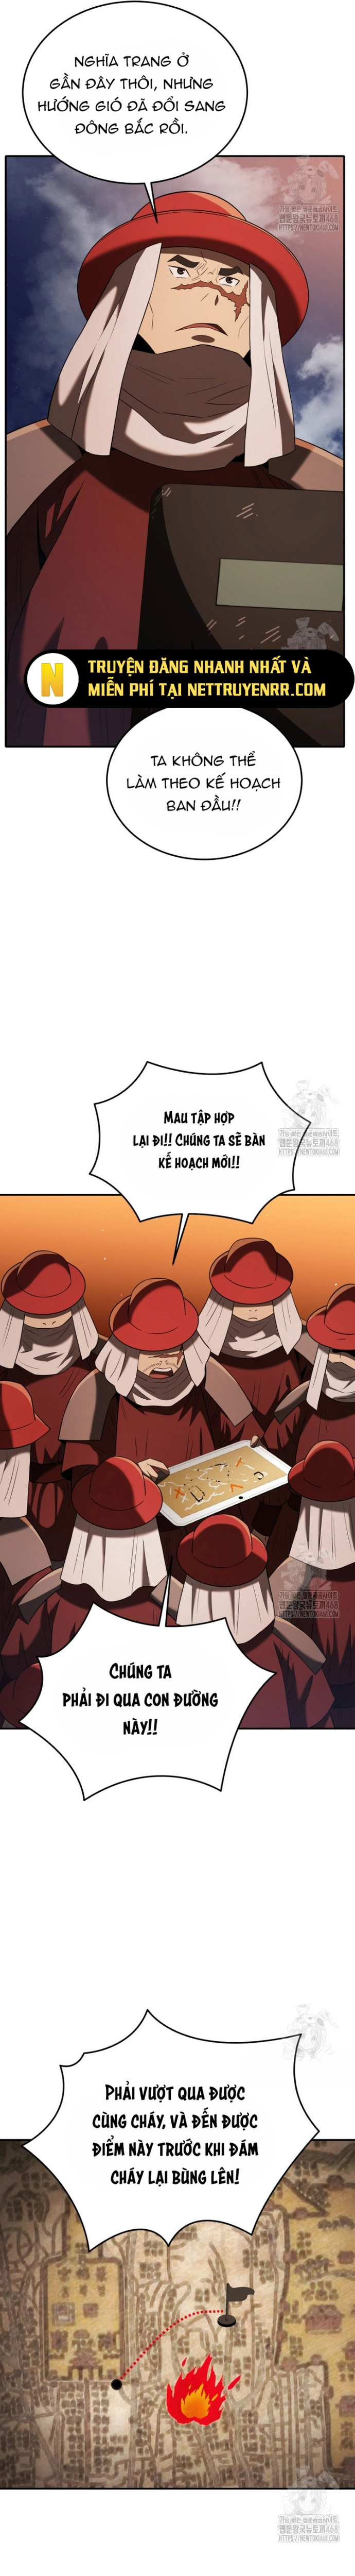 NGHĨA TRANG Ở
GẦN ĐÂY THÔI, NHƯNG
HƯỚNG GIÓ ĐÃ ĐỔI SANG
ĐÔNG BẮC RỒI.
N
TRUYỆN ĐĂNG NHANH NHẤT VÀ
MIỄN PHÍ TẠI NETTRUYENRR.COM
TA KHÔNG THỂ
LÀM THEO KẾ HOẠCH
BAN ĐẦU!!
MAU TẬP HỢP
LẠI ĐI!! CHÚNG TA SẼ BÀN
KẾ HOẠCH MỚI!!
CHÚNG TA
PHẢI ĐI QUA CON ĐƯỜNG
NÀY!!
PHẢI VƯỢT QUA ĐƯỢC
CÙNG CHÁY, VÀ ĐẾN ĐƯỢC
ĐIỂM NÀY TRƯỚC KHI ĐÁM
CHÁY LẠI BÙNG LÊN!